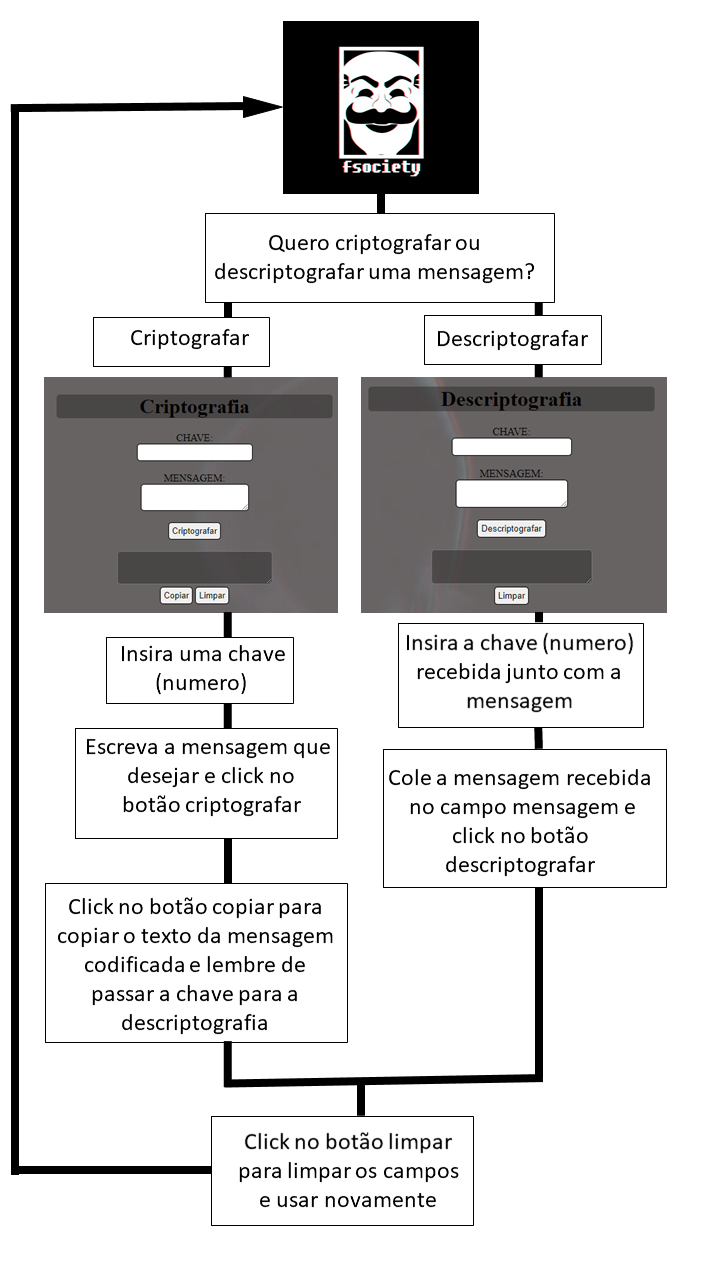 fsociety
Quero criptografar ou
descriptografar uma mensagem?
Criptografar
Descriptografar
Criptografia
CHAVE:
MENSAGEM:
Criptografar
Copiar Limpar
Descriptografia
CHAVE:
MENSAGEM:
Descriptografar
Limpar
Insira uma chave
(numero)
Escreva a mensagem que
desejar e click no
botão criptografar
Click no botão copiar para
copiar o texto da mensagem
codificada e lembre de
passar a chave para a
descriptografia
Insira a chave (numero)
recebida junto com a
mensagem
Cole a mensagem recebida
no campo mensagem e
click no botão
descriptografar
Click no botão limpar
para limpar os campos
e usar novamente